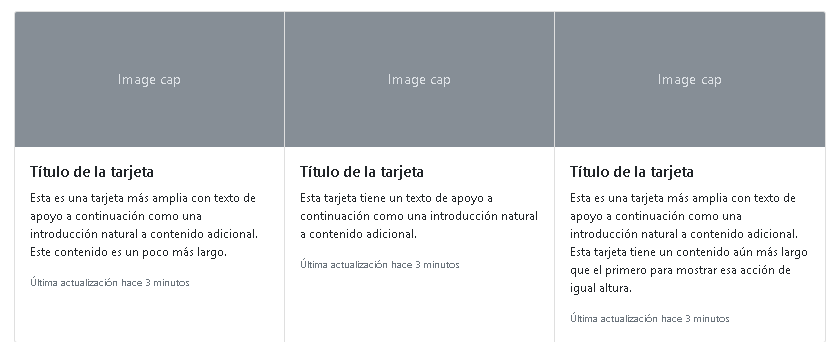 Image cap
Image cap
Image cap
Título de la tarjeta
Esta es una tarjeta más amplia con texto de
apoyo a continuación como una
introducción natural a contenido adicional.
Este contenido es un poco más largo.
Última actualización hace 3 minutos
Título de la tarjeta
Esta tarjeta tiene un texto de apoyo a
continuación como una introducción natural
a contenido adicional.
Última actualización hace 3 minutos
Título de la tarjeta
Esta es una tarjeta más amplia con texto de
apoyo a continuación como una
introducción natural a contenido adicional.
Esta tarjeta tiene un contenido aún más largo
que el primero para mostrar esa acción de
igual altura.
Última actualización hace 3 minutos